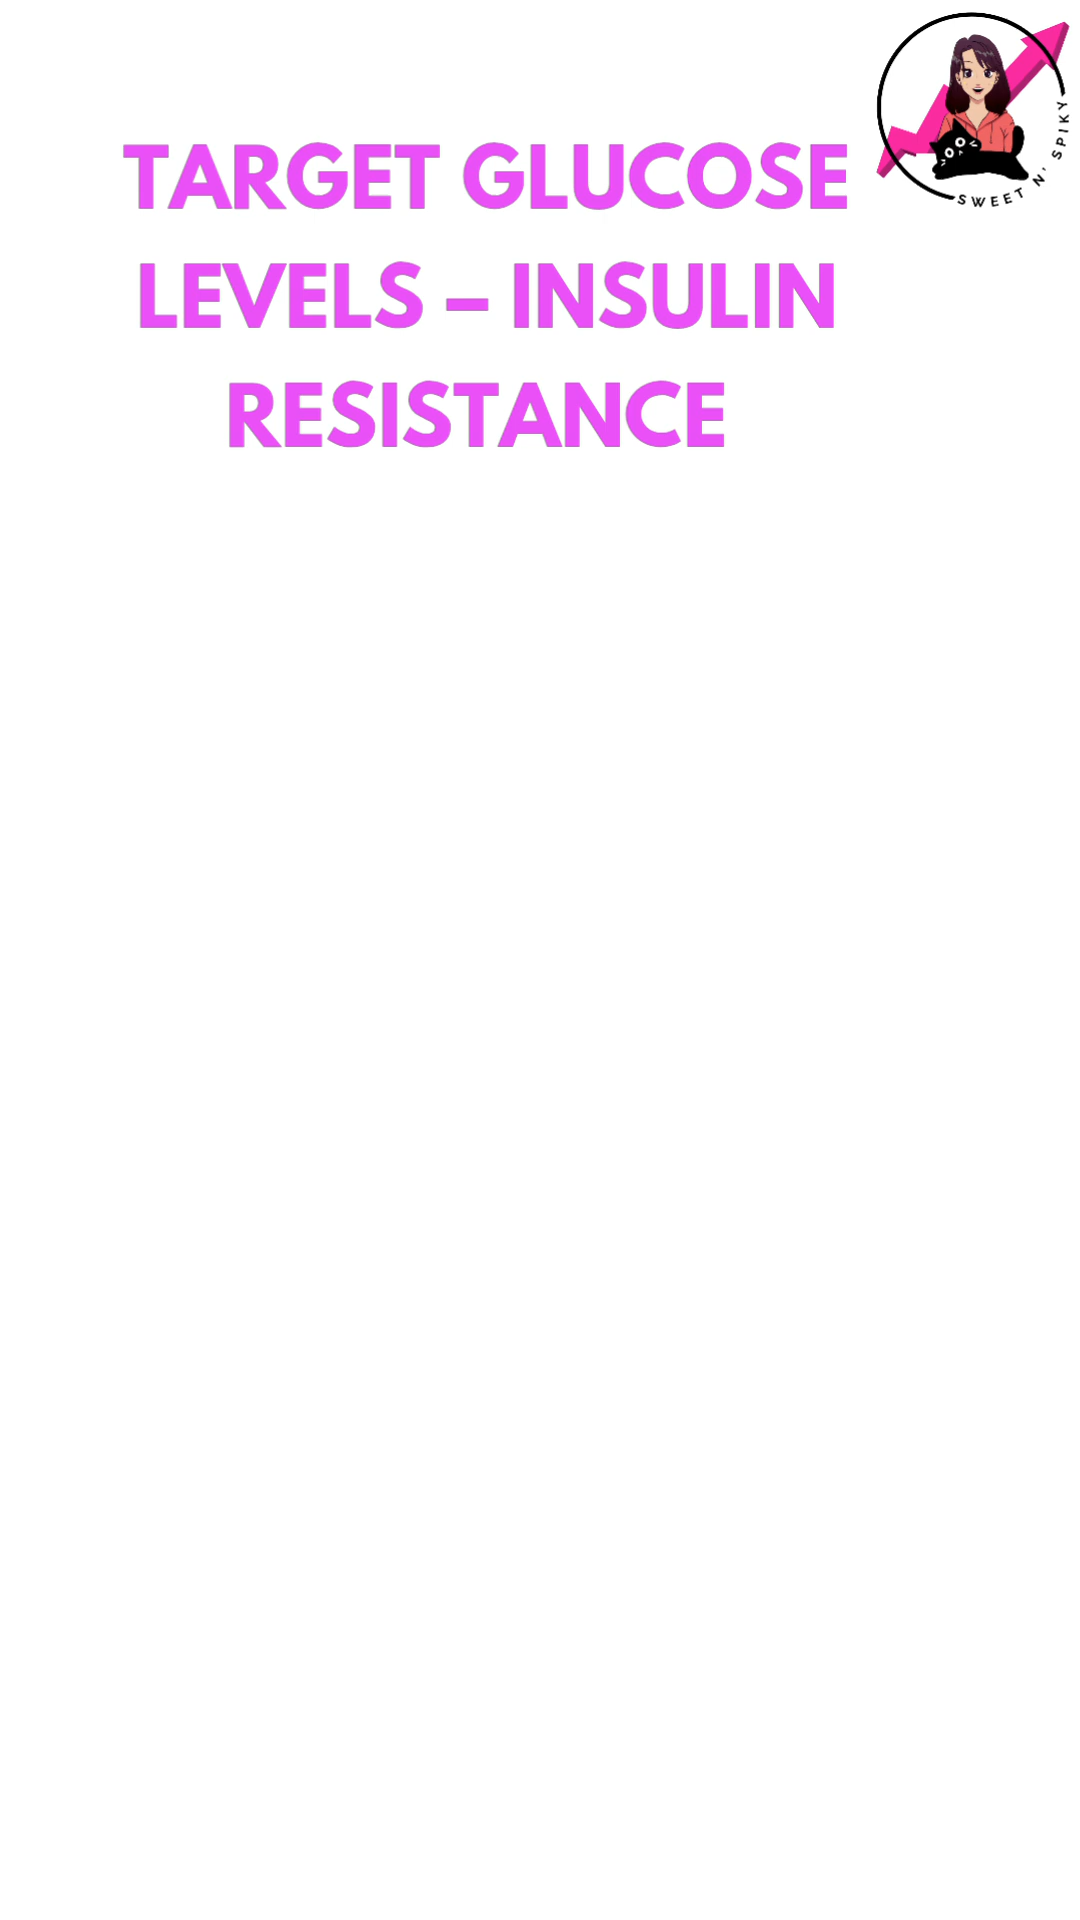 TARGET GLUCOSE
LEVELS – INSULIN
RESISTANCE
SWEET N' SPIKY